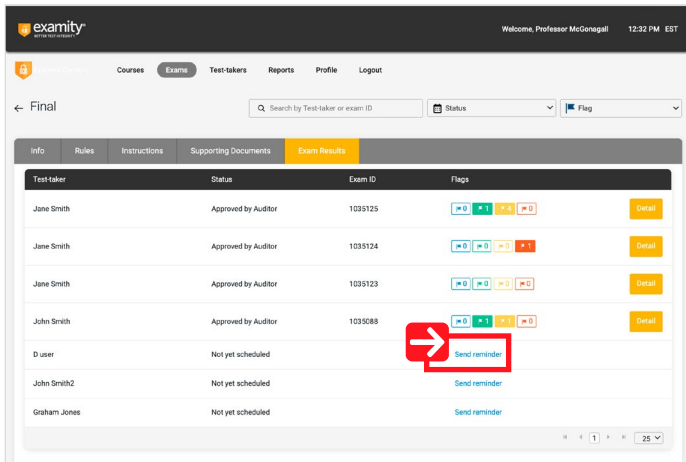 examity
BETTER TEST INTEGRITY
Welcome, Professor McGonagall 12:32 PM EST
Courses Exams Test-takers Reports Profile Logout
← Final Search by Test-taker or exam ID Status Flag
Info Rules Instructions Supporting Documents Exam Results
Test-taker Status Exam ID Flags
Jane Smith Approved by Auditor 1035125 0 1 4 0 Detail
Jane Smith Approved by Auditor 1035124 0 0 0 1 Detail
Jane Smith Approved by Auditor 1035123 0 0 0 0 Detail
John Smith Approved by Auditor 1035088 0 1 1 0 Detail
D user Not yet scheduled Send reminder
John Smith2 Not yet scheduled Send reminder
Graham Jones Not yet scheduled Send reminder
1 25